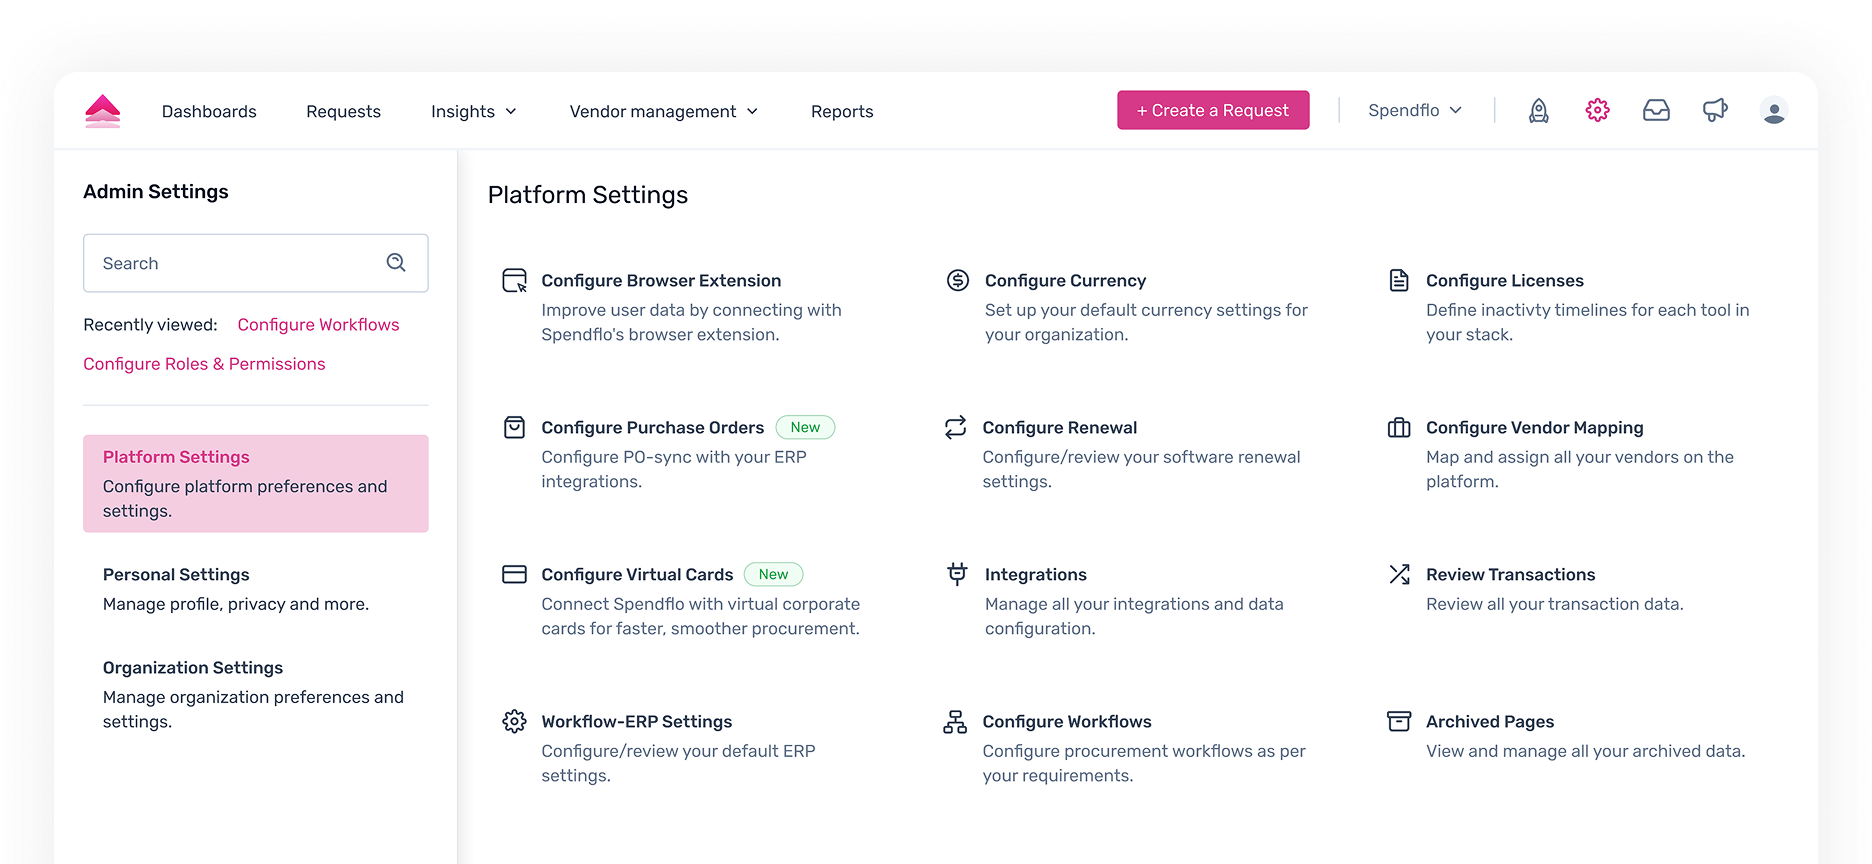 Dashboards
Requests
Insights
Vendor management
Reports
+ Create a Request
Spendflo
Admin Settings
Search
Recently viewed: Configure Workflows
Configure Roles & Permissions
Platform Settings
Configure platform preferences and
settings.
Personal Settings
Manage profile, privacy and more.
Organization Settings
Manage organization preferences and
settings.
Platform Settings
Configure Browser Extension
Improve user data by connecting with
Spendflo's browser extension.
Configure Currency
Set up your default currency settings for
your organization.
Configure Licenses
Define inactivty timelines for each tool in
your stack.
Configure Purchase Orders New
Configure PO-sync with your ERP
integrations.
Configure Renewal
Configure/review your software renewal
settings.
Configure Vendor Mapping
Map and assign all your vendors on the
platform.
Configure Virtual Cards New
Connect Spendflo with virtual corporate
cards for faster, smoother procurement.
Integrations
Manage all your integrations and data
configuration.
Review Transactions
Review all your transaction data.
Workflow-ERP Settings
Configure/review your default ERP
settings.
Configure Workflows
Configure procurement workflows as per
your requirements.
Archived Pages
View and manage all your archived data.